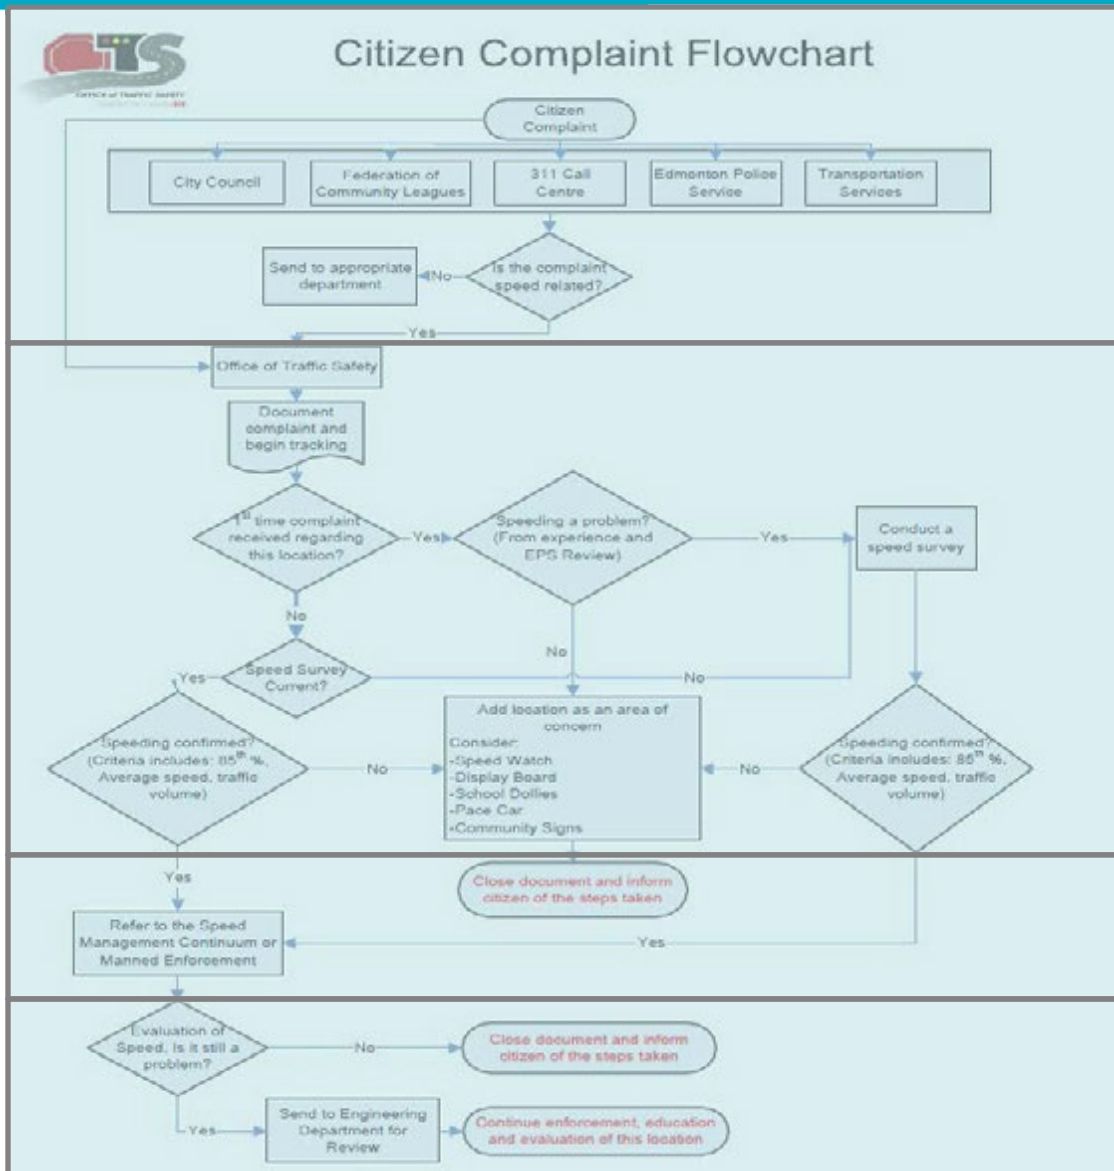 OTS
OFFICE of TRAFFIC SAFETY
Citizen Complaint Flowchart
Citizen
Complaint
City Council
Federation of
Community Leagues
311 Call
Centre
Edmonton Police
Service
Transportation
Services
Is the complaint
speed related?
No
Send to appropriate
department
Yes
Office of Traffic Safety
Document
complaint and
begin tracking
1st time complaint
received regarding
this location?
Yes
Speeding a problem?
(From experience and
EPS Review)
Yes
Conduct a
speed survey
No
No
Speed Survey
Current?
Yes
No
Speeding confirmed?
(Criteria includes: 85th %,
Average speed, traffic
volume)
No
Add location as an area of
concern
Consider:
-Speed Watch
-Display Board
-School Dollies
-Pace Car
-Community Signs
No
Speeding confirmed?
(Criteria includes: 85th %,
Average speed, traffic
volume)
Yes
Close document and inform
citizen of the steps taken
Refer to the Speed
Management Continuum or
Manned Enforcement
Yes
Evaluation of
Speed, Is it still a
problem?
No
Close document and inform
citizen of the steps taken
Yes
Send to Engineering
Department for
Review
Continue enforcement, education
and evaluation of this location